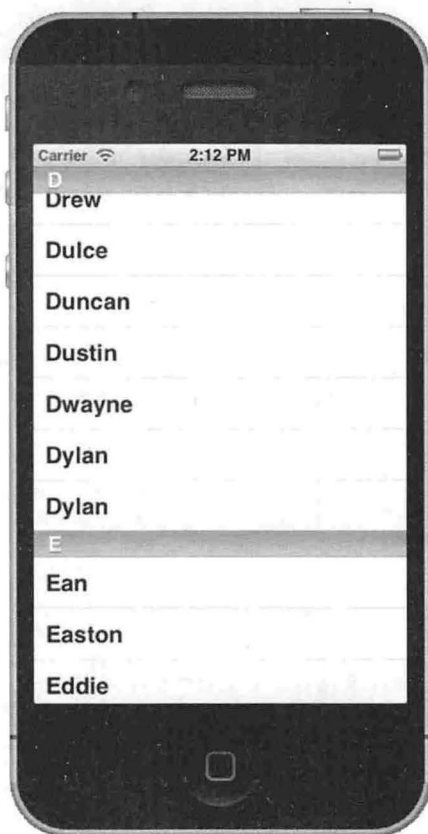 Carrier 2:12 PM
D
Drew
Dulce
Duncan
Dustin
Dwayne
Dylan
Dylan
E
Ean
Easton
Eddie